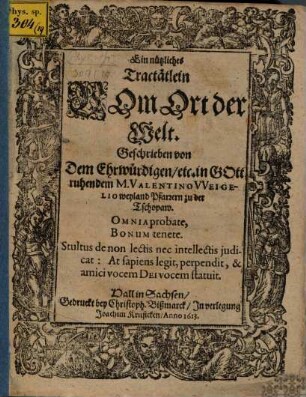 Phys. sp.
304 (14
Ein nützliches
Tractätlein
VOm Ort der
Welt.
Geschrieben von
Dem Ehrwürdigen/etc. in GOtt
ruhendem M. VALENTINO VVEIGE-
LIO weyland Pfarrern zu der
Tschopaw.
OMNIA probate,
BONUM tenete.
Stultus de non lectis nec intellectis judi-
cat: At sapiens legit, perpendit, &
amici vocem DEI vocem statuit.
Hall in Sachsen/
Gedruckt bey Christoph. Bißmarck/ In verlegung
Joachim Krusicken/Anno 1613.